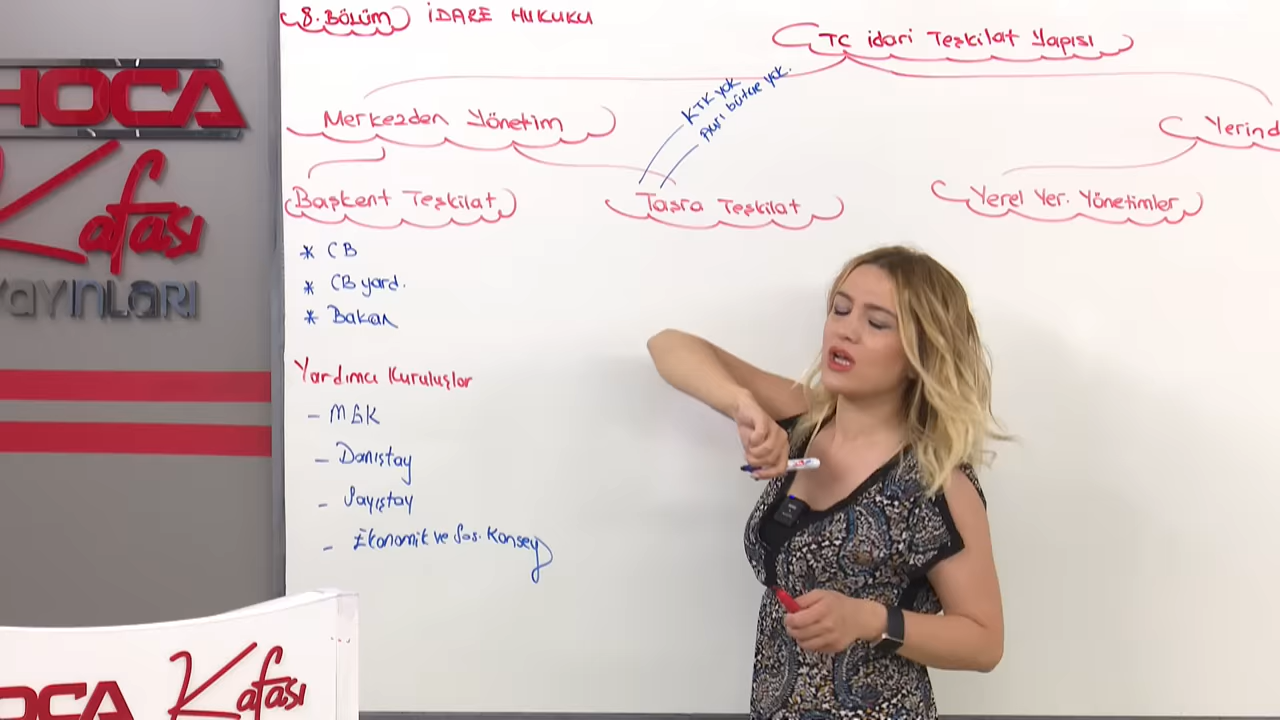 8. BÖLÜM İDARE HUKUKU
TC idari Teşkilat Yapısı
KTK yok
Ayrı bütçe yok.
Merkezden Yönetim
Yerind
Başkent Teşkilat
Taşra Teşkilat
Yerel Yer. Yönetimler
* CB
* CB yard.
* Bakan
Yardımcı Kuruluşlar
- MGK
- Danıştay
- Sayıştay
- Ekonomik ve Sos. Konsey
HOCA
Kafası
YAYINLARI
HOCA Kafası